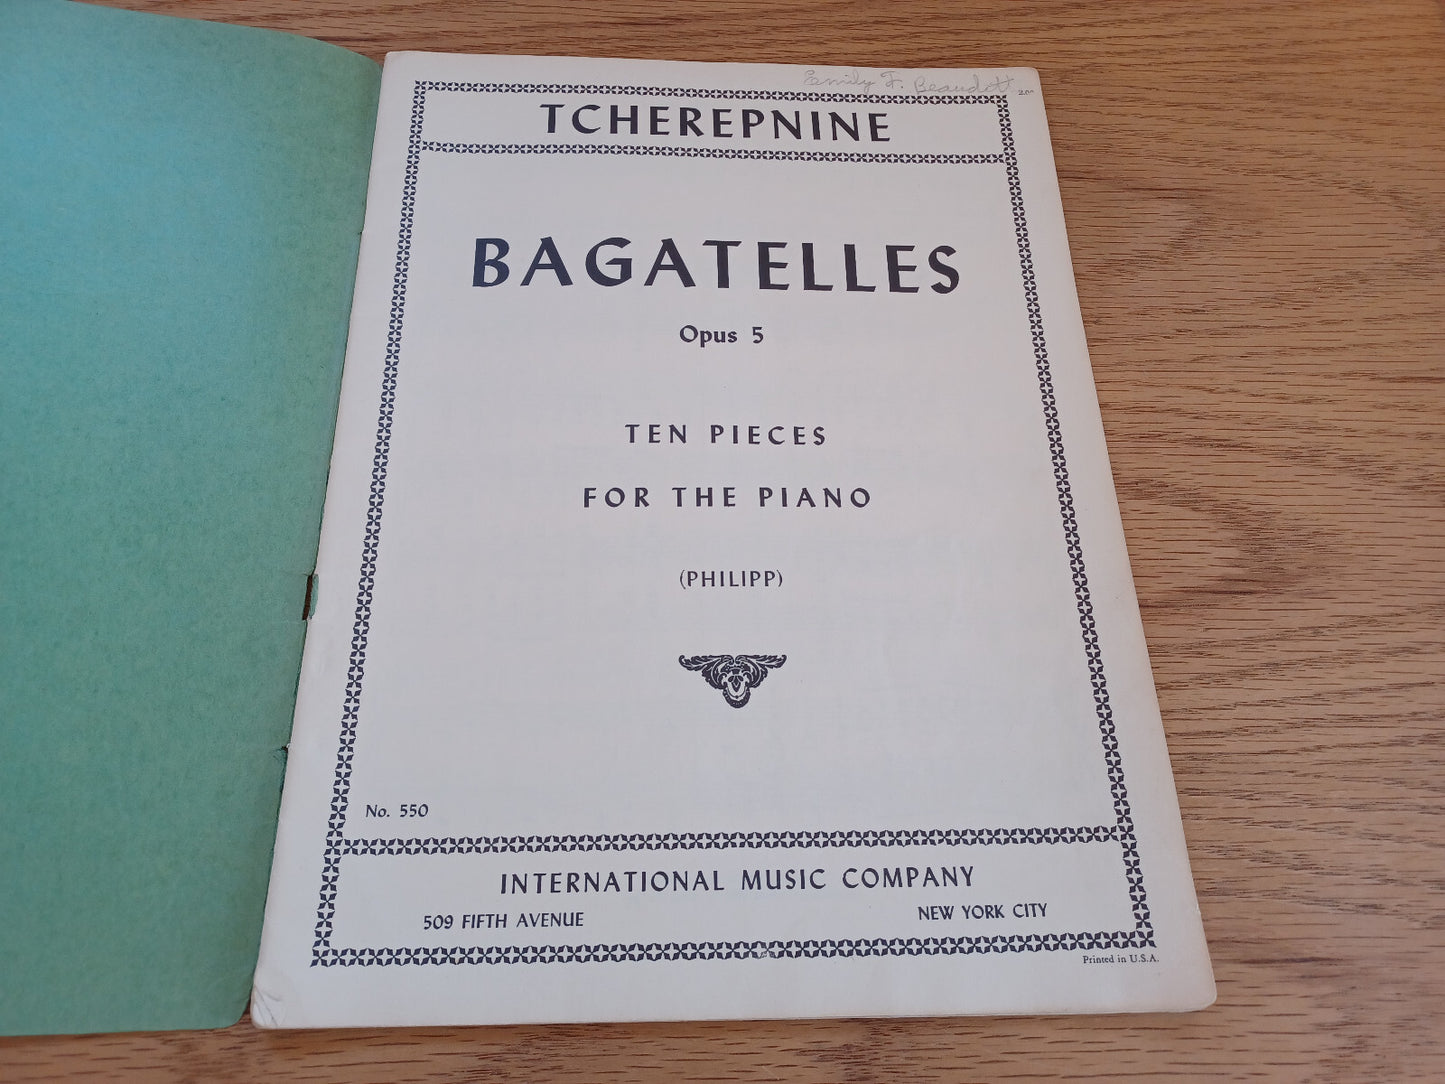 Emily F. Beaudett
TCHEREPNINE
BAGATELLES
Opus 5
TEN PIECES
FOR THE PIANO
(PHILIPP)
No. 550
INTERNATIONAL MUSIC COMPANY
509 FIFTH AVENUE NEW YORK CITY
Printed in U.S.A.